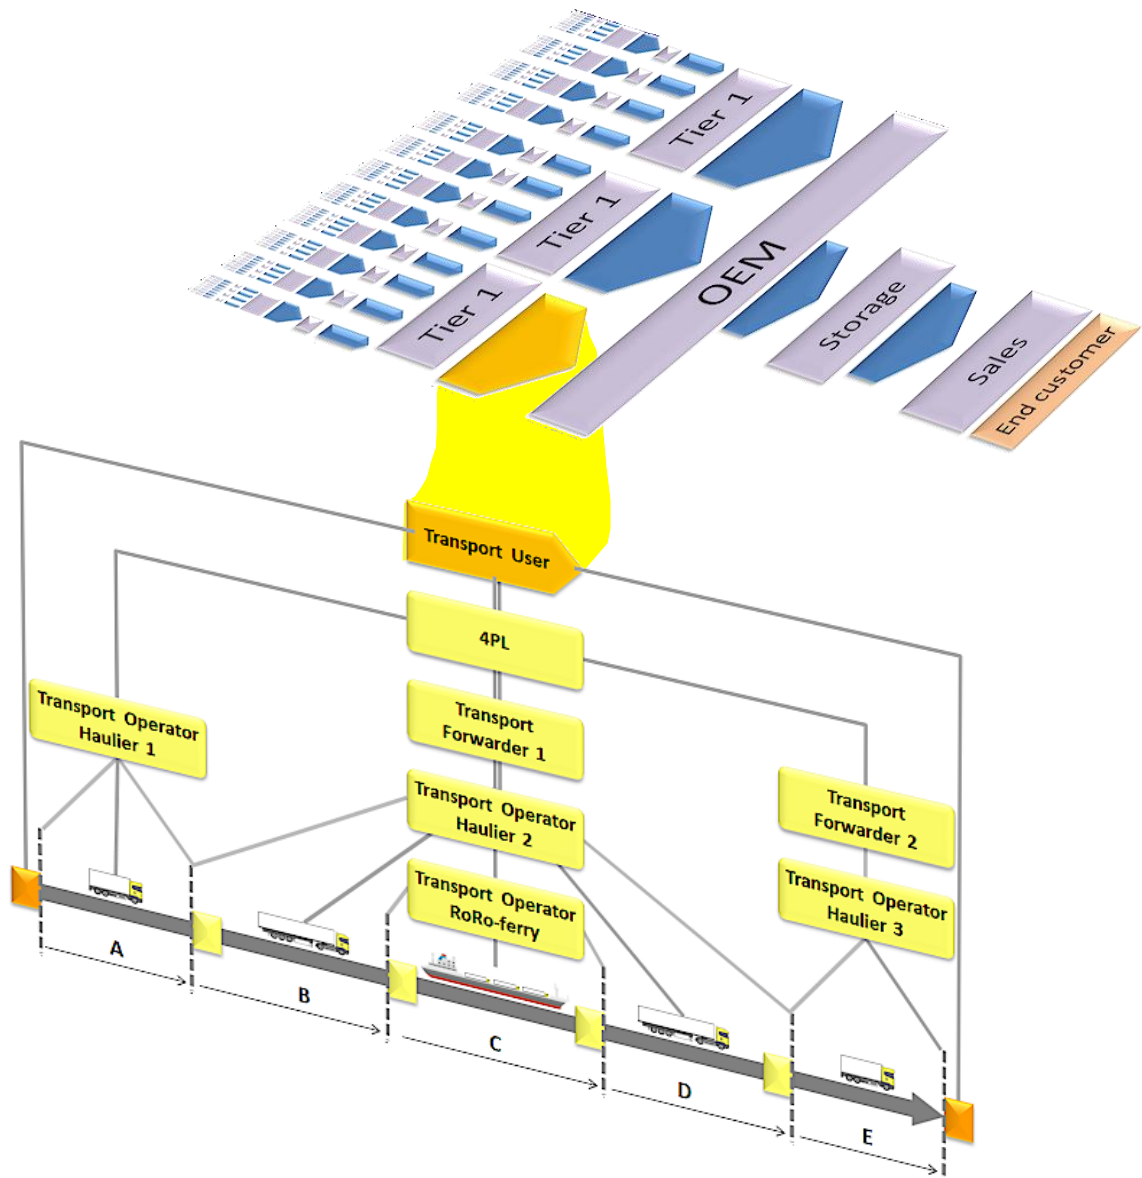 Tier 1
Tier 1
Tier 1
OEM
Storage
Sales
End customer
Transport User
4PL
Transport Operator
Haulier 1
Transport
Forwarder 1
Transport Operator
Haulier 2
Transport
Forwarder 2
Transport Operator
RoRo-ferry
Transport Operator
Haulier 3
A
B
C
D
E